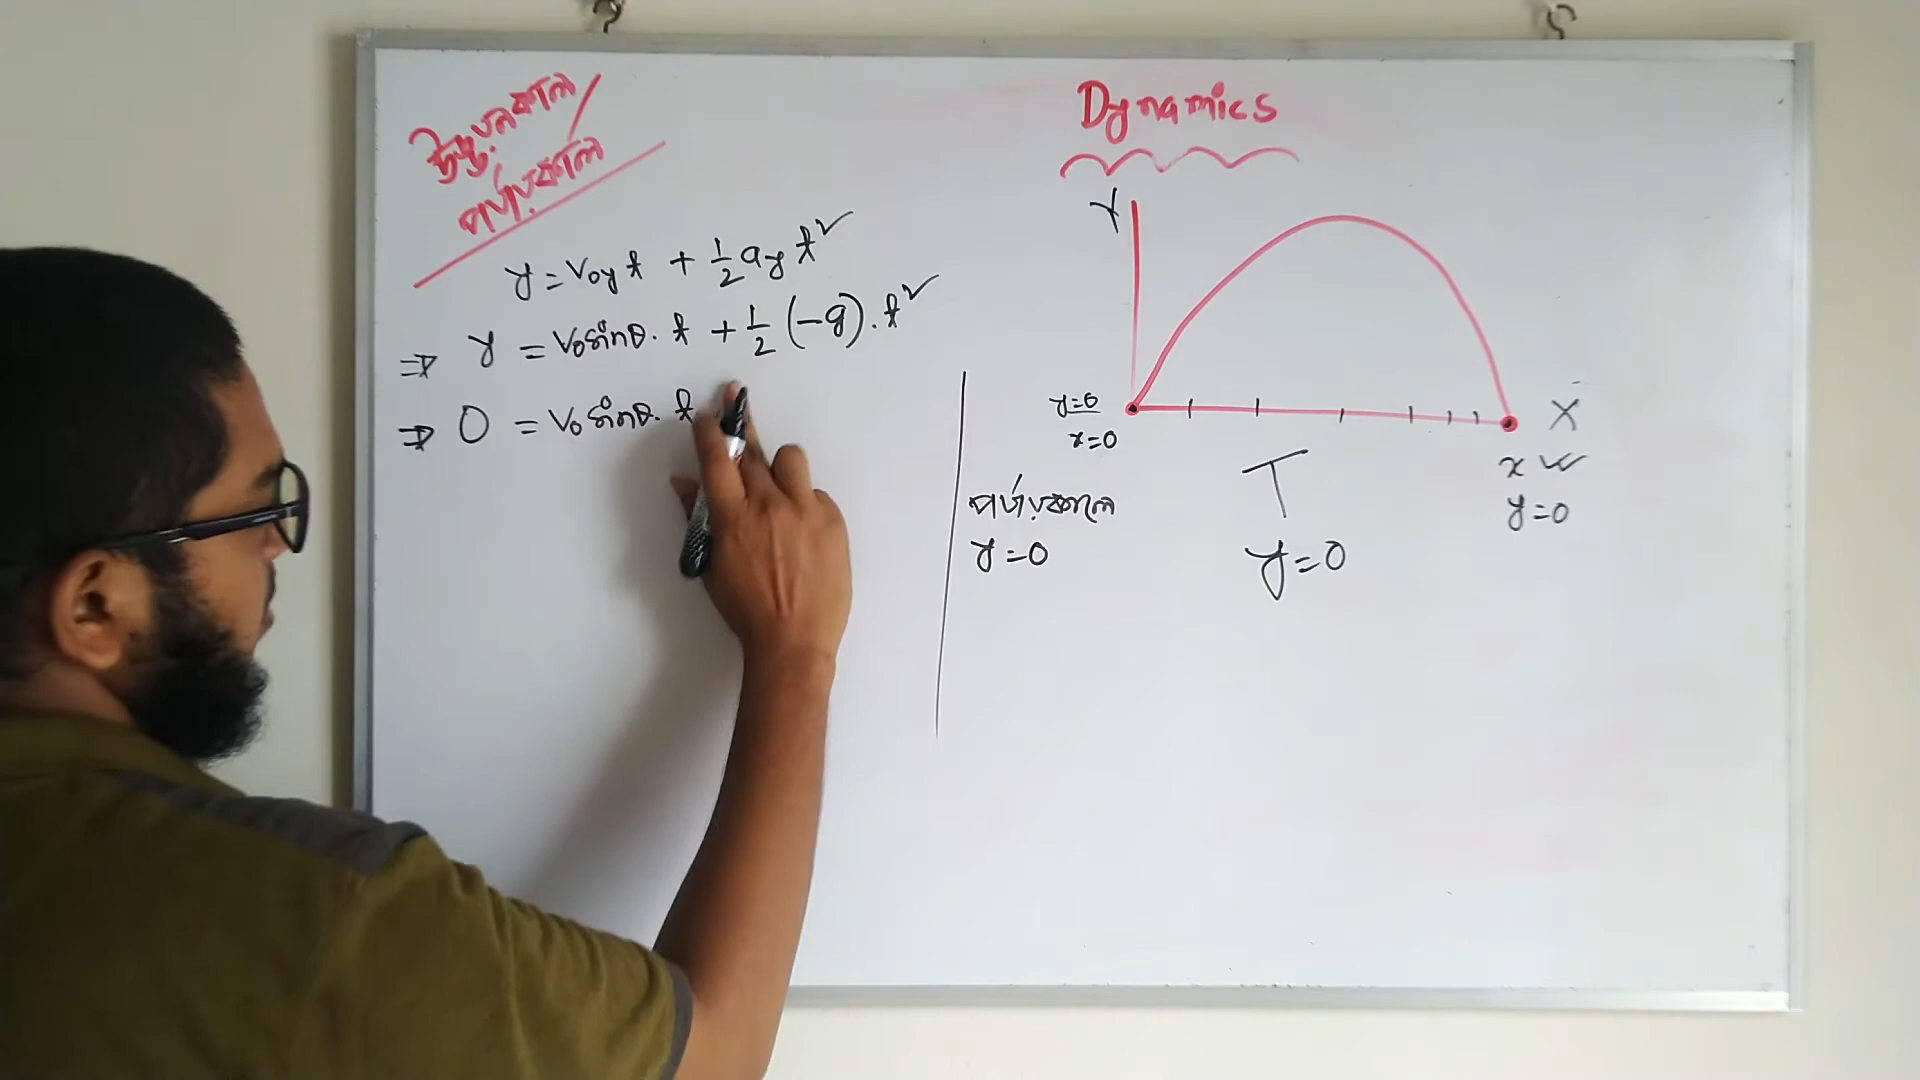 উড্ডয়নকাল/
পর্যায়কাল
y = v₀y t + 1/2 ay t²
⇒ y = v₀ sinθ. t + 1/2 (-g). t²
⇒ 0 = v₀ sinθ. t
Dynamics
Y
y=0
x=0
X
x
y=0
T
y=0
পর্যায়কালে
y=0